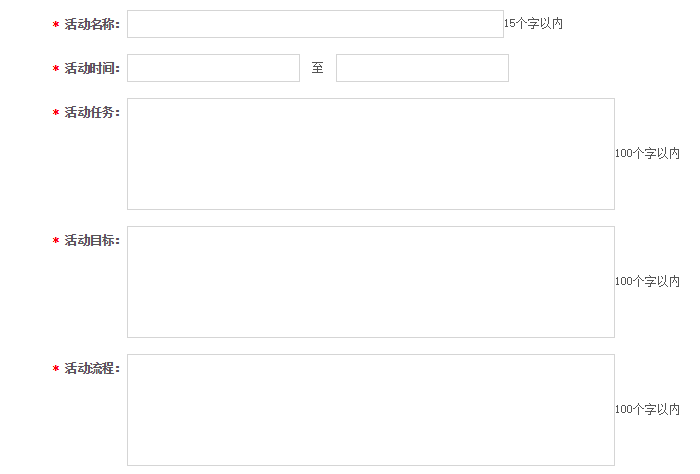 * 活动名称： 15个字以内
* 活动时间： 至
* 活动任务： 100个字以内
* 活动目标： 100个字以内
* 活动流程： 100个字以内